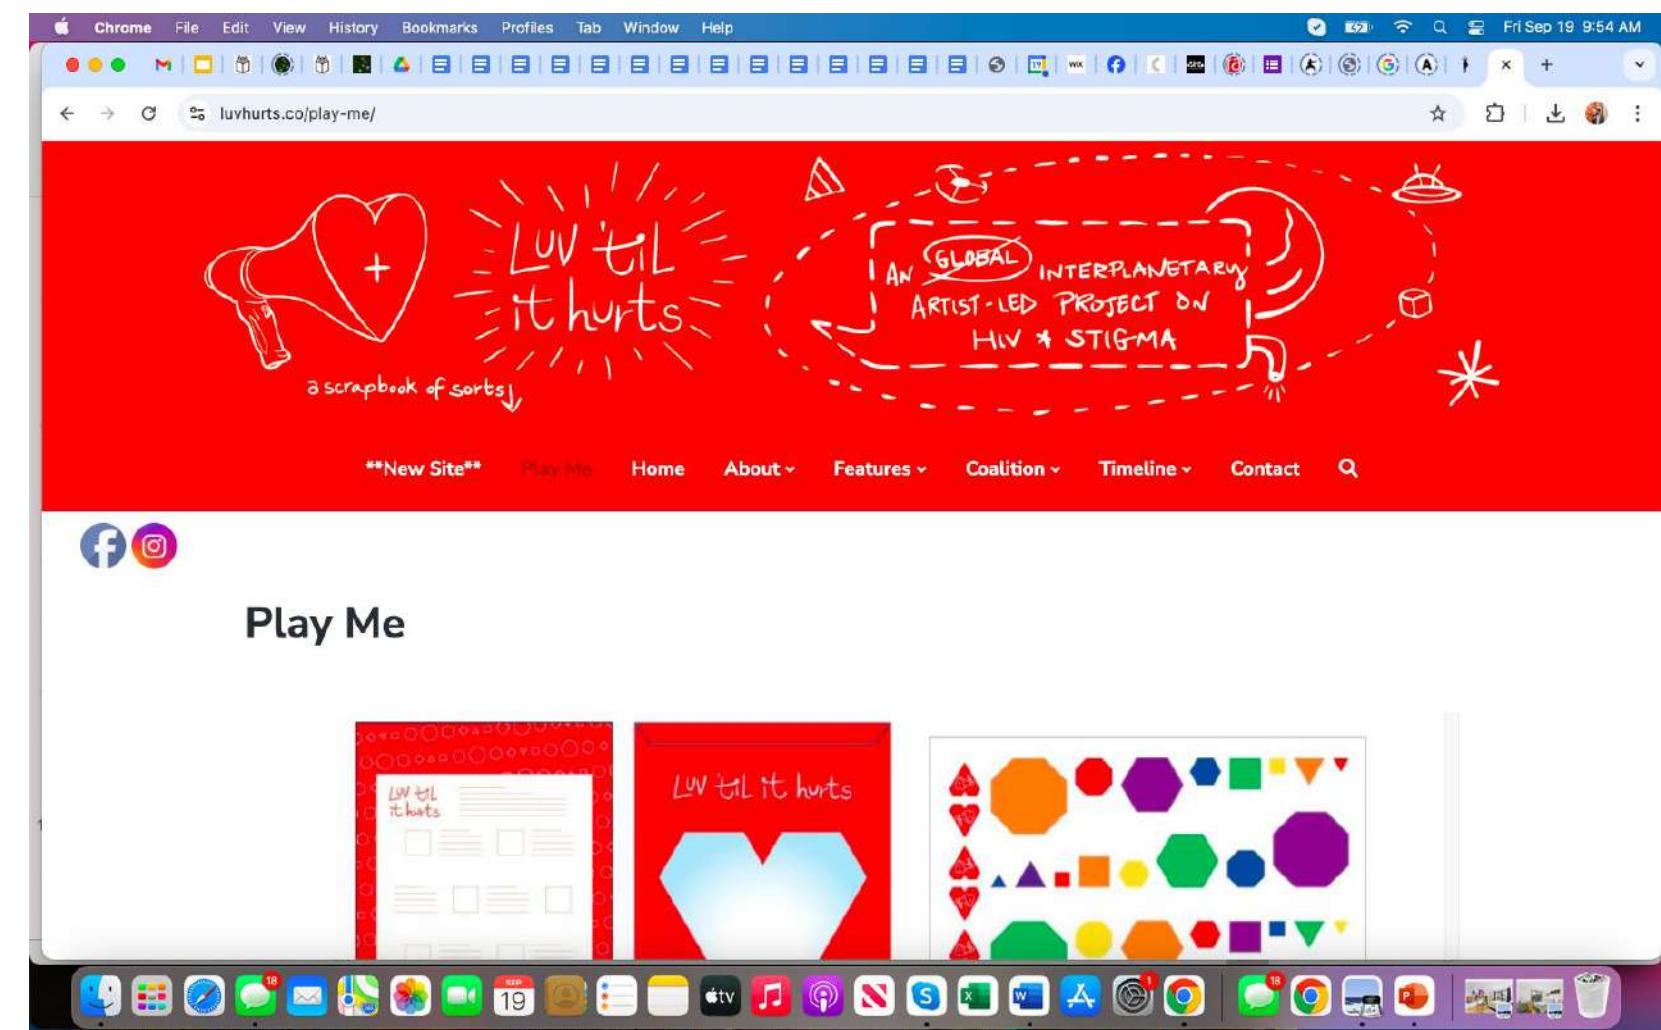 Chrome File Edit View History Bookmarks Profiles Tab Window Help Fri Sep 19 9:54 AM
luvhurts.co/play-me/
LUV 'til
it hurts
a scrapbook of sorts
AN GLOBAL INTERPLANETARY
ARTIST-LED PROJECT ON
HIV & STIGMA
**New Site** Play Me Home About Features Coalition Timeline Contact
Play Me
LUV til
it hurts
LUV til it hurts
18
SEP
19
tv
18